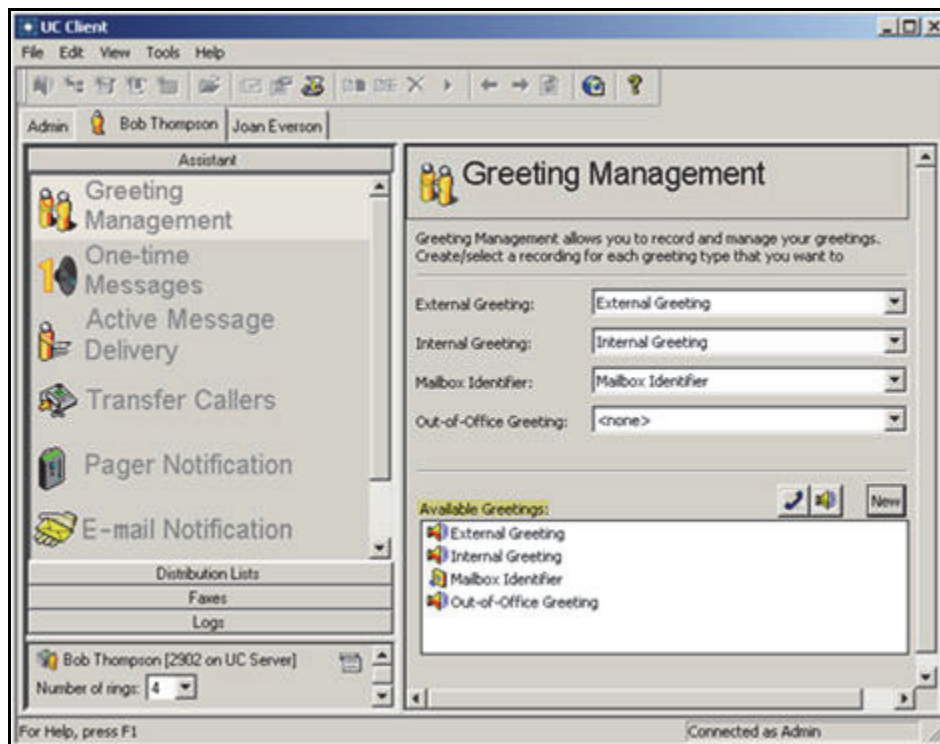 UC Client
File Edit View Tools Help
Admin Bob Thompson Joan Everson
Assistant
Greeting
Management
One-time
Messages
Active Message
Delivery
Transfer Callers
Pager Notification
E-mail Notification
Distribution Lists
Faxes
Logs
Bob Thompson [2902 on UC Server]
Number of rings: 4
Greeting Management
Greeting Management allows you to record and manage your greetings.
Create/select a recording for each greeting type that you want to
External Greeting: External Greeting
Internal Greeting: Internal Greeting
Mailbox Identifier: Mailbox Identifier
Out-of-Office Greeting: <none>
Available Greetings: New
External Greeting
Internal Greeting
Mailbox Identifier
Out-of-Office Greeting
For Help, press F1 Connected as Admin